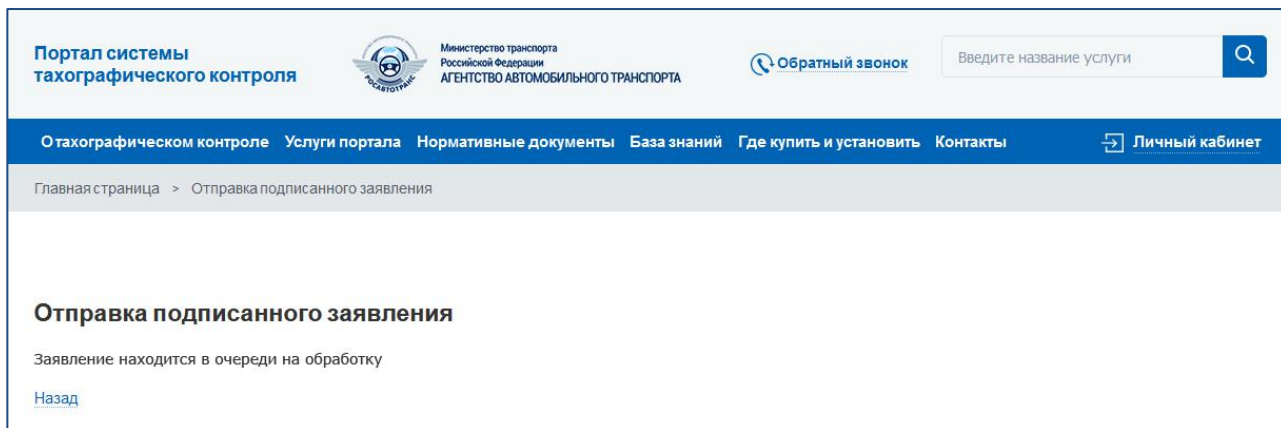 Портал системы
тахографического контроля
РОСАВТОТРАНС
Министерство транспорта
Российской Федерации
АГЕНТСТВО АВТОМОБИЛЬНОГО ТРАНСПОРТА
Обратный звонок
Введите название услуги
О тахографическом контроле Услуги портала Нормативные документы База знаний Где купить и установить Контакты Личный кабинет
Главная страница > Отправка подписанного заявления
Отправка подписанного заявления
Заявление находится в очереди на обработку
Назад